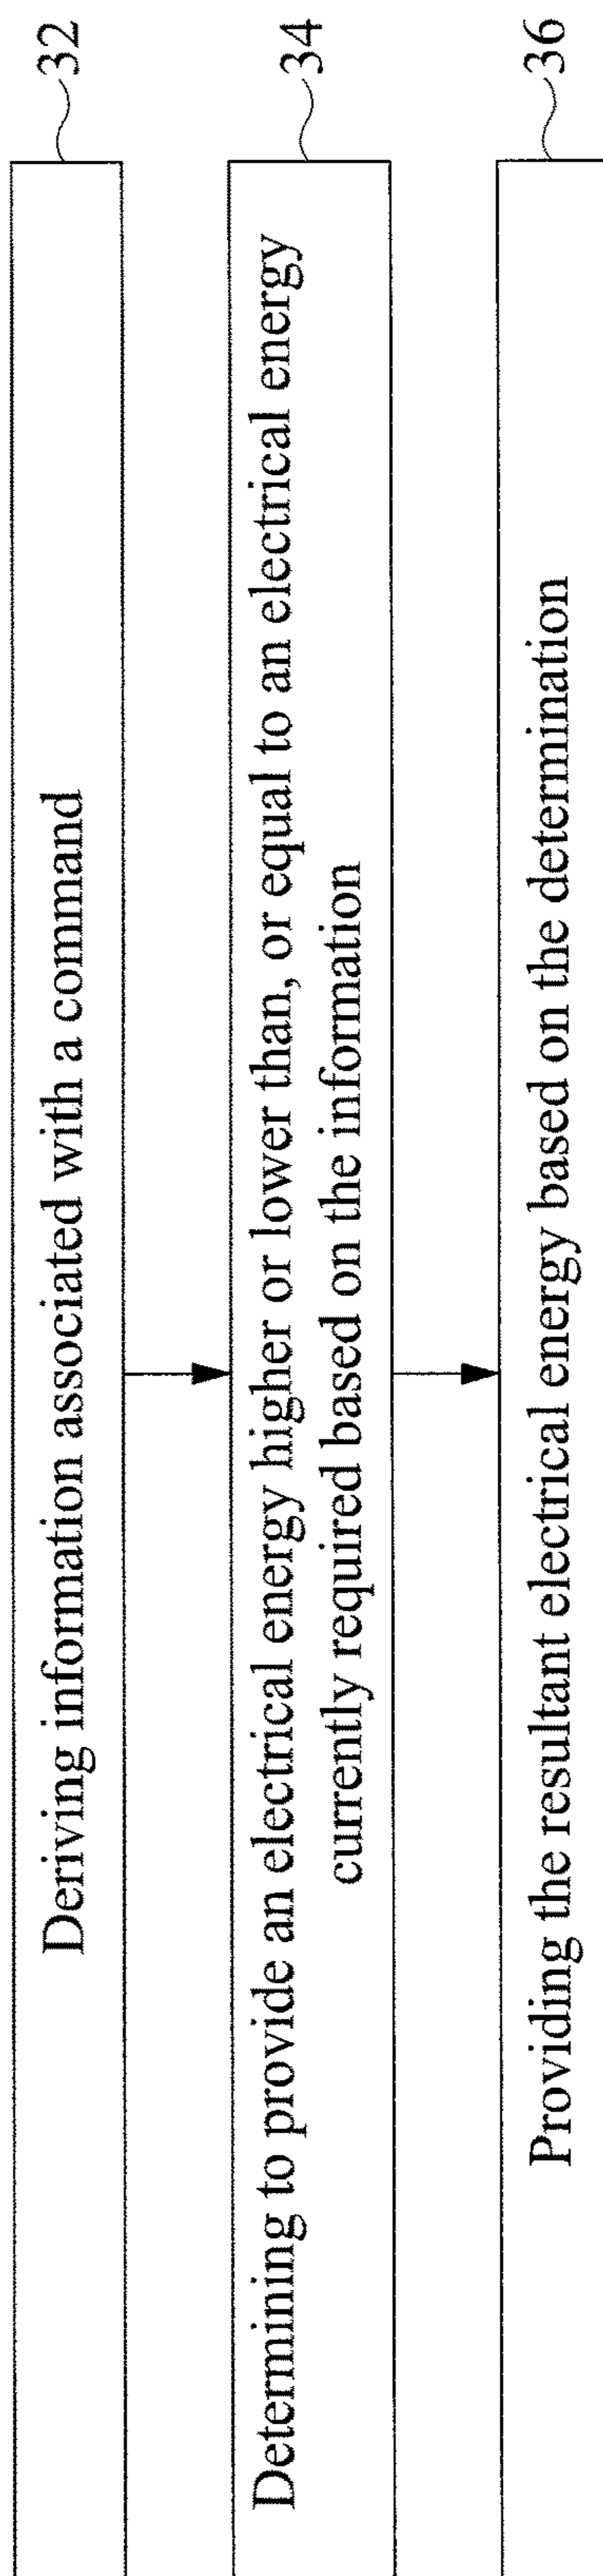 Deriving information associated with a command
32
Determining to provide an electrical energy higher or lower than, or equal to an electrical energy
currently required based on the information
34
Providing the resultant electrical energy based on the determination
36